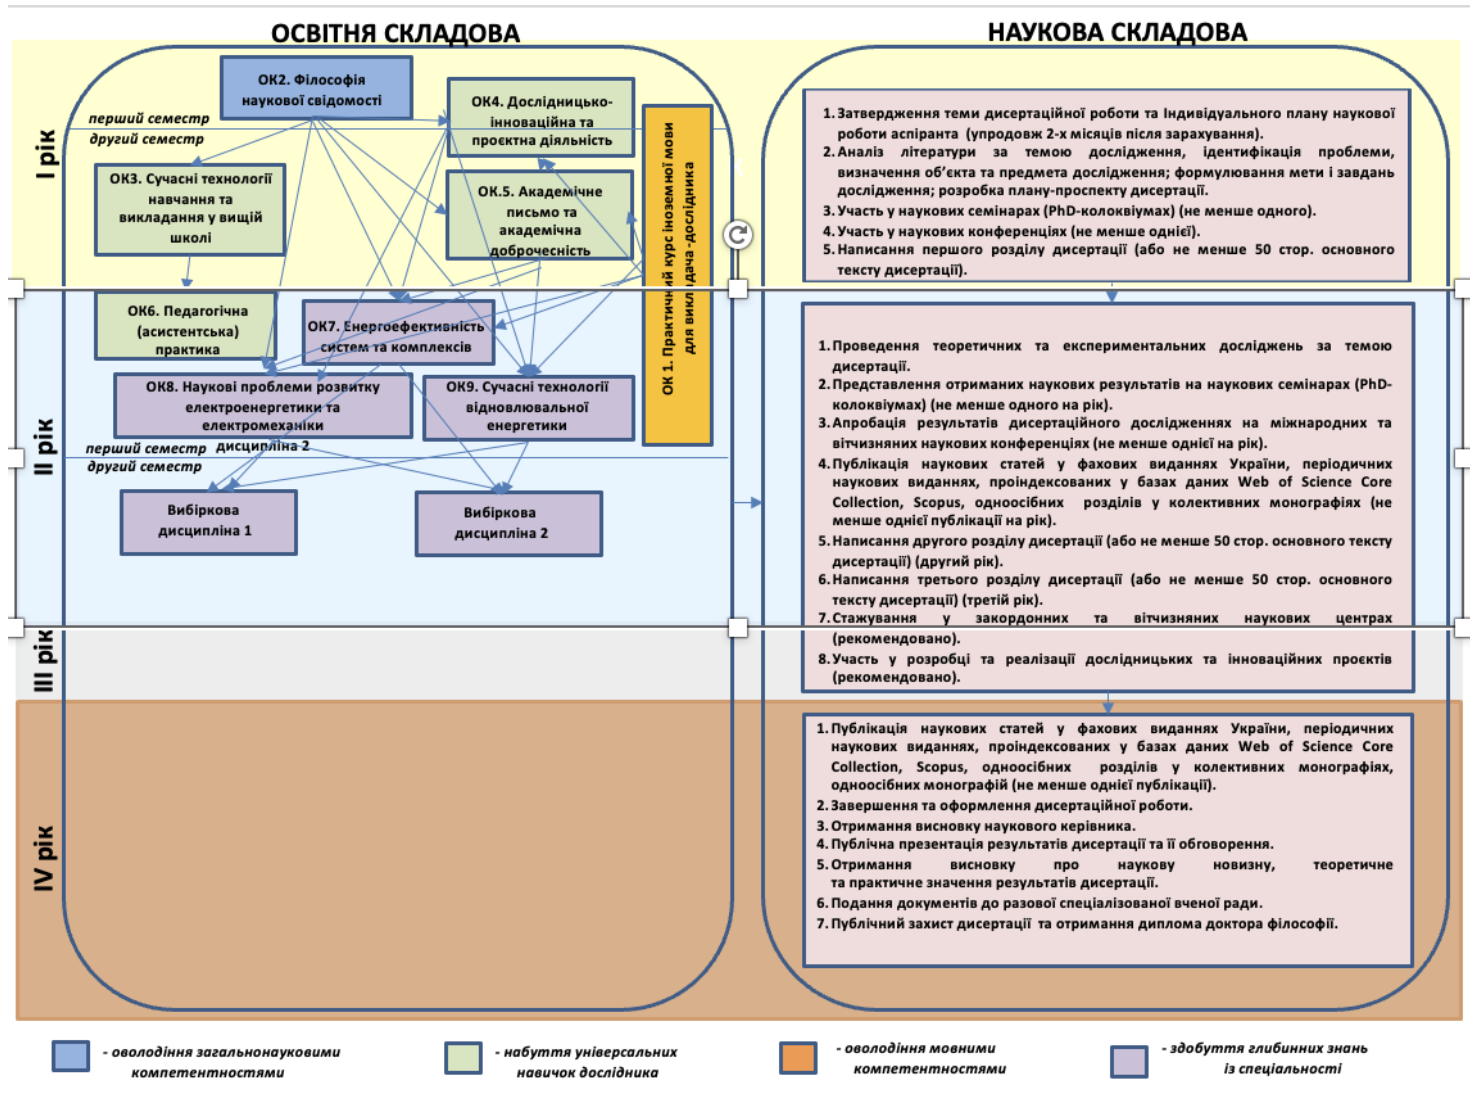 ОСВІТНЯ СКЛАДОВА
НАУКОВА СКЛАДОВА
І рік
перший семестр
другий семестр
ОК2. Філософія
наукової свідомості
ОК4. Дослідницько-
інноваційна та
проєктна діяльність
ОК3. Сучасні технології
навчання та
викладання у вищій
школі
ОК.5. Академічне
письмо та
академічна
доброчесність
ОК 1. Практичний курс іноземної мови
для викладача -дослідника
ІІ рік
ОК6. Педагогічна
(асистентська)
практика
ОК7. Енергоефективність
систем та комплексів
ОК8. Наукові проблеми розвитку
електроенергетики та
електромеханіки
дисципліна 2
ОК9. Сучасні технології
відновлювальної
енергетики
перший семестр
другий семестр
Вибіркова
дисципліна 1
Вибіркова
дисципліна 2
ІІІ рік
IV рік
1. Затвердження теми дисертаційної роботи та Індивідуального плану наукової
роботи аспіранта (упродовж 2-х місяців після зарахування).
2. Аналіз літератури за темою дослідження, ідентифікація проблеми,
визначення об’єкта та предмета дослідження; формулювання мети і завдань
дослідження; розробка плану-проспекту дисертації.
3. Участь у наукових семінарах (PhD-колоквіумах) (не менше одного).
4. Участь у наукових конференціях (не менше однієї).
5. Написання першого розділу дисертації (або не менше 50 стор. основного
тексту дисертації).
1. Проведення теоретичних та експериментальних досліджень за темою
дисертації.
2. Представлення отриманих наукових результатів на наукових семінарах (PhD-
колоквіумах) (не менше одного на рік).
3. Апробація результатів дисертаційного дослідженнях на міжнародних та
вітчизняних наукових конференціях (не менше однієї на рік).
4. Публікація наукових статей у фахових виданнях України, періодичних
наукових виданнях, проіндексованих у базах даних Web of Science Core
Collection, Scopus, одноосібних розділів у колективних монографіях (не
менше однієї публікації на рік).
5. Написання другого розділу дисертації (або не менше 50 стор. основного тексту
дисертації) (другий рік).
6. Написання третього розділу дисертації (або не менше 50 стор. основного
тексту дисертації) (третій рік).
7. Стажування у закордонних та вітчизняних наукових центрах
(рекомендовано).
8. Участь у розробці та реалізації дослідницьких та інноваційних проєктів
(рекомендовано).
1. Публікація наукових статей у фахових виданнях України, періодичних
наукових виданнях, проіндексованих у базах даних Web of Science Core
Collection, Scopus, одноосібних розділів у колективних монографіях,
одноосібних монографій (не менше однієї публікації).
2. Завершення та оформлення дисертаційної роботи.
3. Отримання висновку наукового керівника.
4. Публічна презентація результатів дисертації та її обговорення.
5. Отримання висновку про наукову новизну, теоретичне
та практичне значення результатів дисертації.
6. Подання документів до разової спеціалізованої вченої ради.
7. Публічний захист дисертації та отримання диплома доктора філософії.
- оволодіння загальнонауковими
компетентностями
- набуття універсальних
навичок дослідника
- оволодіння мовними
компетентностями
- здобуття глибинних знань
із спеціальності